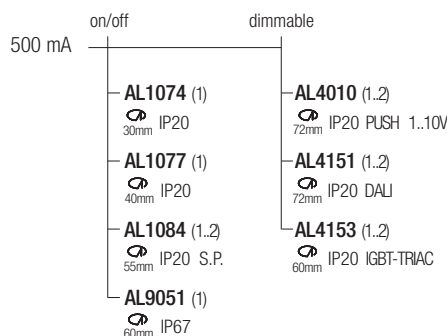 on/off
dimmable
500 mA
AL1074 (1)
30mm IP20
AL1077 (1)
40mm IP20
AL1084 (1..2)
55mm IP20 S.P.
AL9051 (1)
60mm IP67
AL4010 (1..2)
72mm IP20 PUSH 1..10V
AL4151 (1..2)
72mm IP20 DALI
AL4153 (1..2)
60mm IP20 IGBT-TRIAC